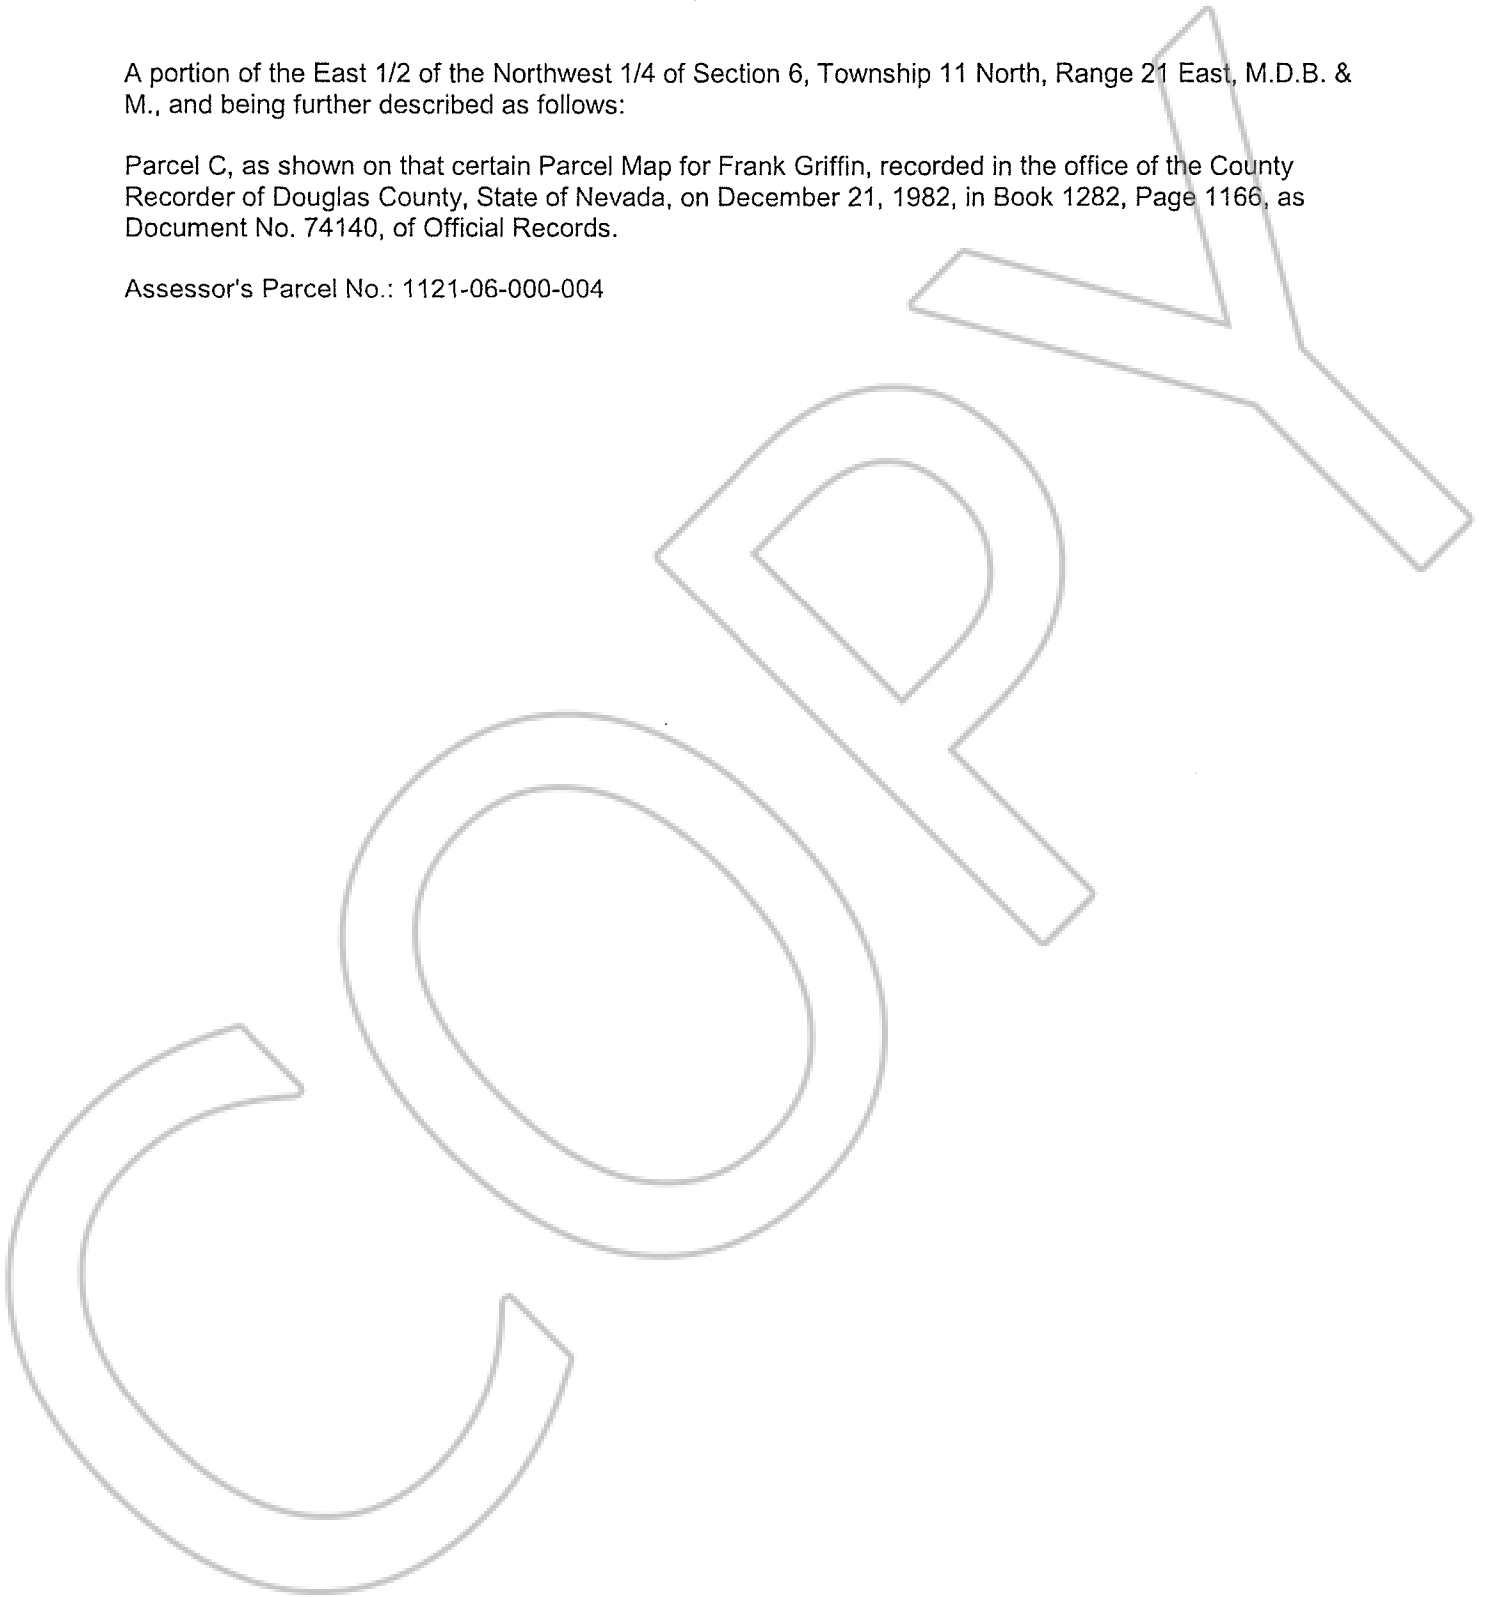 A portion of the East 1/2 of the Northwest 1/4 of Section 6, Township 11 North, Range 21 East, M.D.B. &
M., and being further described as follows:
Parcel C, as shown on that certain Parcel Map for Frank Griffin, recorded in the office of the County
Recorder of Douglas County, State of Nevada, on December 21, 1982, in Book 1282, Page 1166, as
Document No. 74140, of Official Records.
Assessor's Parcel No.: 1121-06-000-004
COPY